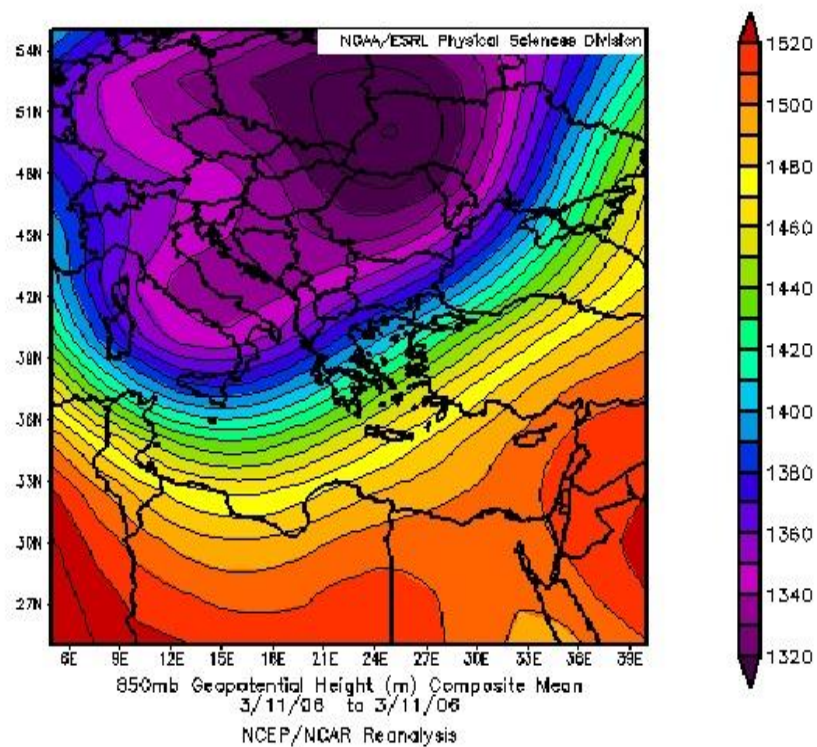 NOAA/ESRL Physical Sciences Division
54N
51N
48N
45N
42N
39N
36N
33N
30N
27N
6E 9E 12E 15E 18E 21E 24E 27E 30E 33E 36E 39E
1520
1500
1480
1460
1440
1420
1400
1380
1360
1340
1320
850mb Geopotential Height (m) Composite Mean
3/11/06 to 3/11/06
NCEP/NCAR Reanalysis